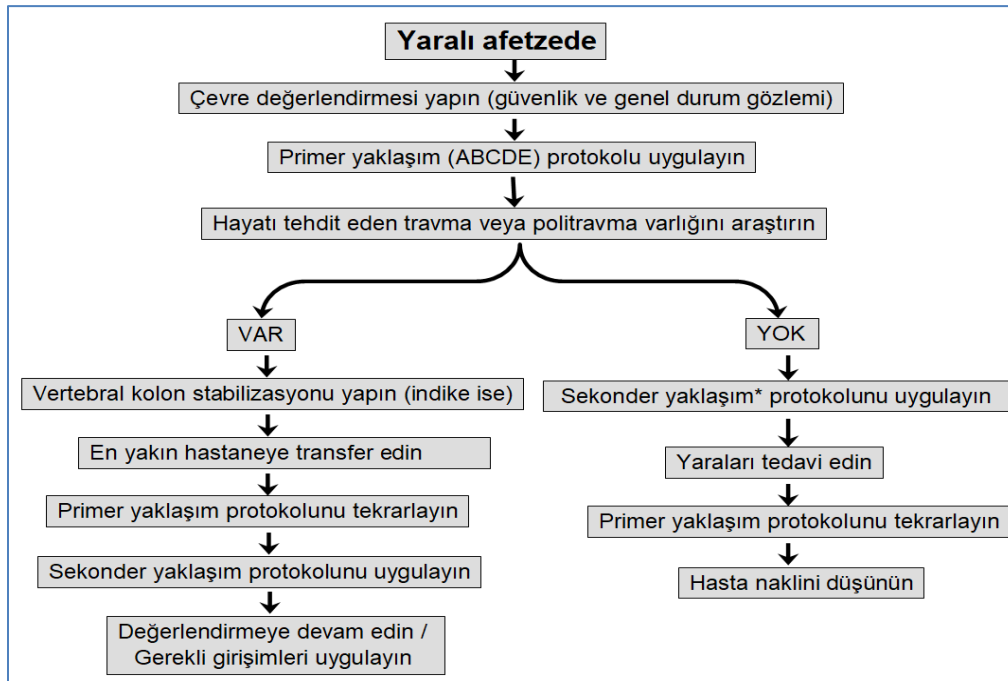 Yaralı afetzede
Çevre değerlendirmesi yapın (güvenlik ve genel durum gözlemi)
Primer yaklaşım (ABCDE) protokolu uygulayın
Hayatı tehdit eden travma veya politravma varlığını araştırın
VAR
Vertebral kolon stabilizasyonu yapın (indike ise)
En yakın hastaneye transfer edin
Primer yaklaşım protokolunu tekrarlayın
Sekonder yaklaşım protokolunu uygulayın
Değerlendirmeye devam edin /
Gerekli girişimleri uygulayın
YOK
Sekonder yaklaşım* protokolunu uygulayın
Yaraları tedavi edin
Primer yaklaşım protokolunu tekrarlayın
Hasta naklini düşünün